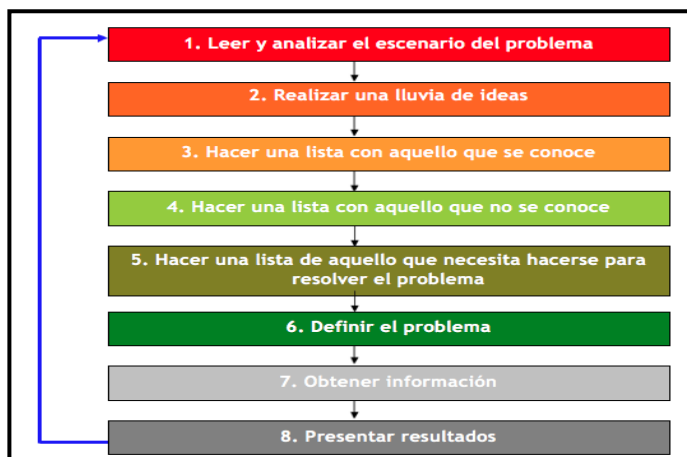 1. Leer y analizar el escenario del problema
2. Realizar una lluvia de ideas
3. Hacer una lista con aquello que se conoce
4. Hacer una lista con aquello que no se conoce
5. Hacer una lista de aquello que necesita hacerse para
resolver el problema
6. Definir el problema
7. Obtener información
8. Presentar resultados